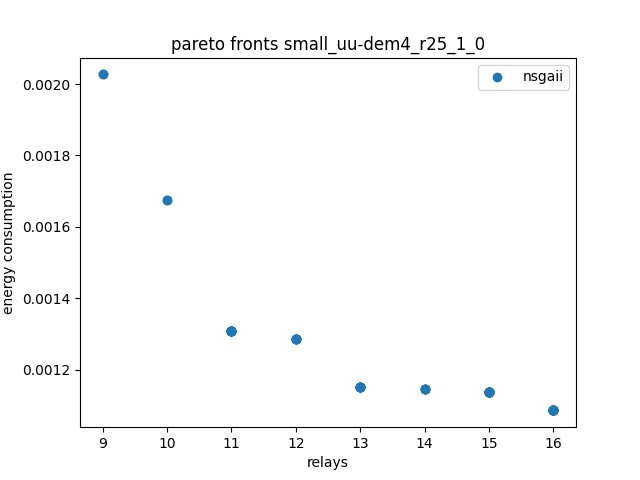 pareto fronts small_uu-dem4_r25_1_0
nsgaii
energy consumption
0.0020
0.0018
0.0016
0.0014
0.0012
9 10 11 12 13 14 15 16
relays